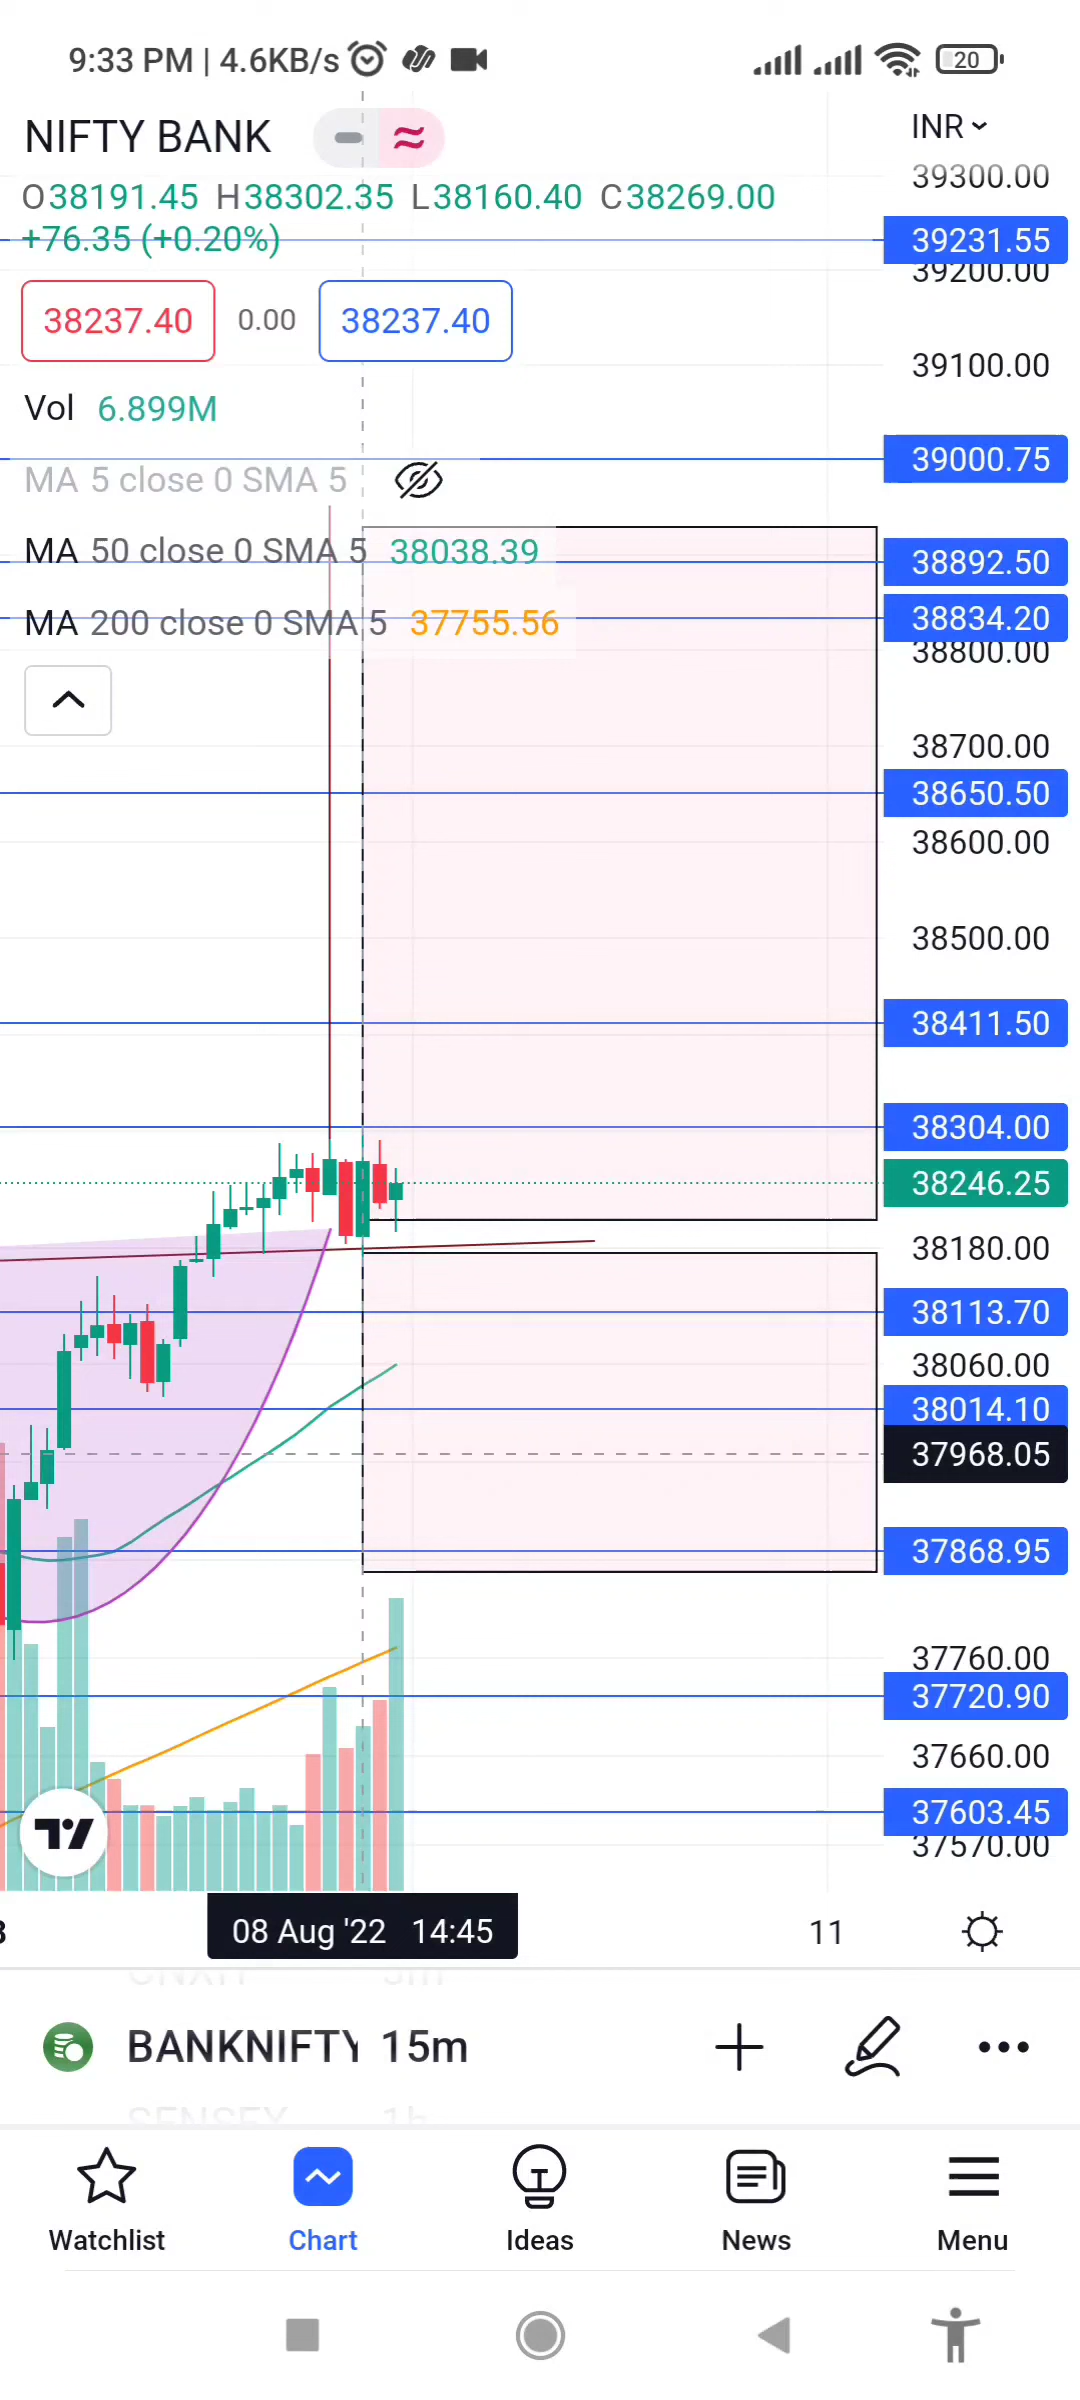 9:33 PM | 4.6KB/s
20
NIFTY BANK
INR
O38191.45 H38302.35 L38160.40 C38269.00
+76.35 (+0.20%)
38237.40 0.00 38237.40
Vol 6.899M
MA 5 close 0 SMA 5
MA 50 close 0 SMA 5 38038.39
MA 200 close 0 SMA 5 37755.56
39300.00
39231.55
39200.00
39100.00
39000.75
38892.50
38834.20
38800.00
38700.00
38650.50
38600.00
38500.00
38411.50
38304.00
38246.25
38180.00
38113.70
38060.00
38014.10
37968.05
37868.95
37760.00
37720.90
37660.00
37603.45
37570.00
08 Aug '22 14:45
11
BANKNIFTY 15m
Watchlist
Chart
Ideas
News
Menu